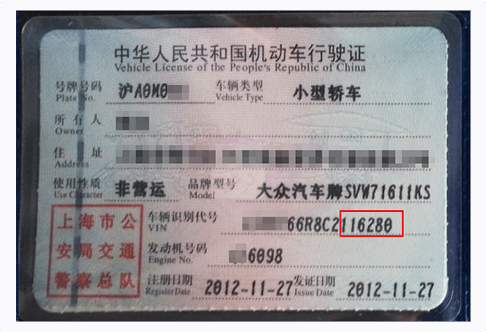 中华人民共和国机动车行驶证
Vehicle License of the People's Republic of China
号牌号码 沪A0M0 车辆类型 小型轿车
Plate No. Vehicle Type
所有人
Owner
住址
Address
使用性质 非营运 品牌型号 大众汽车牌SVW71611KS
Use Character Model
上海市公
安局交通
警察总队
车辆识别代号 66R8C2116280
VIN
发动机号码 6098
Engine No.
注册日期 2012-11-27 发证日期 2012-11-27
Register Date Issue Date